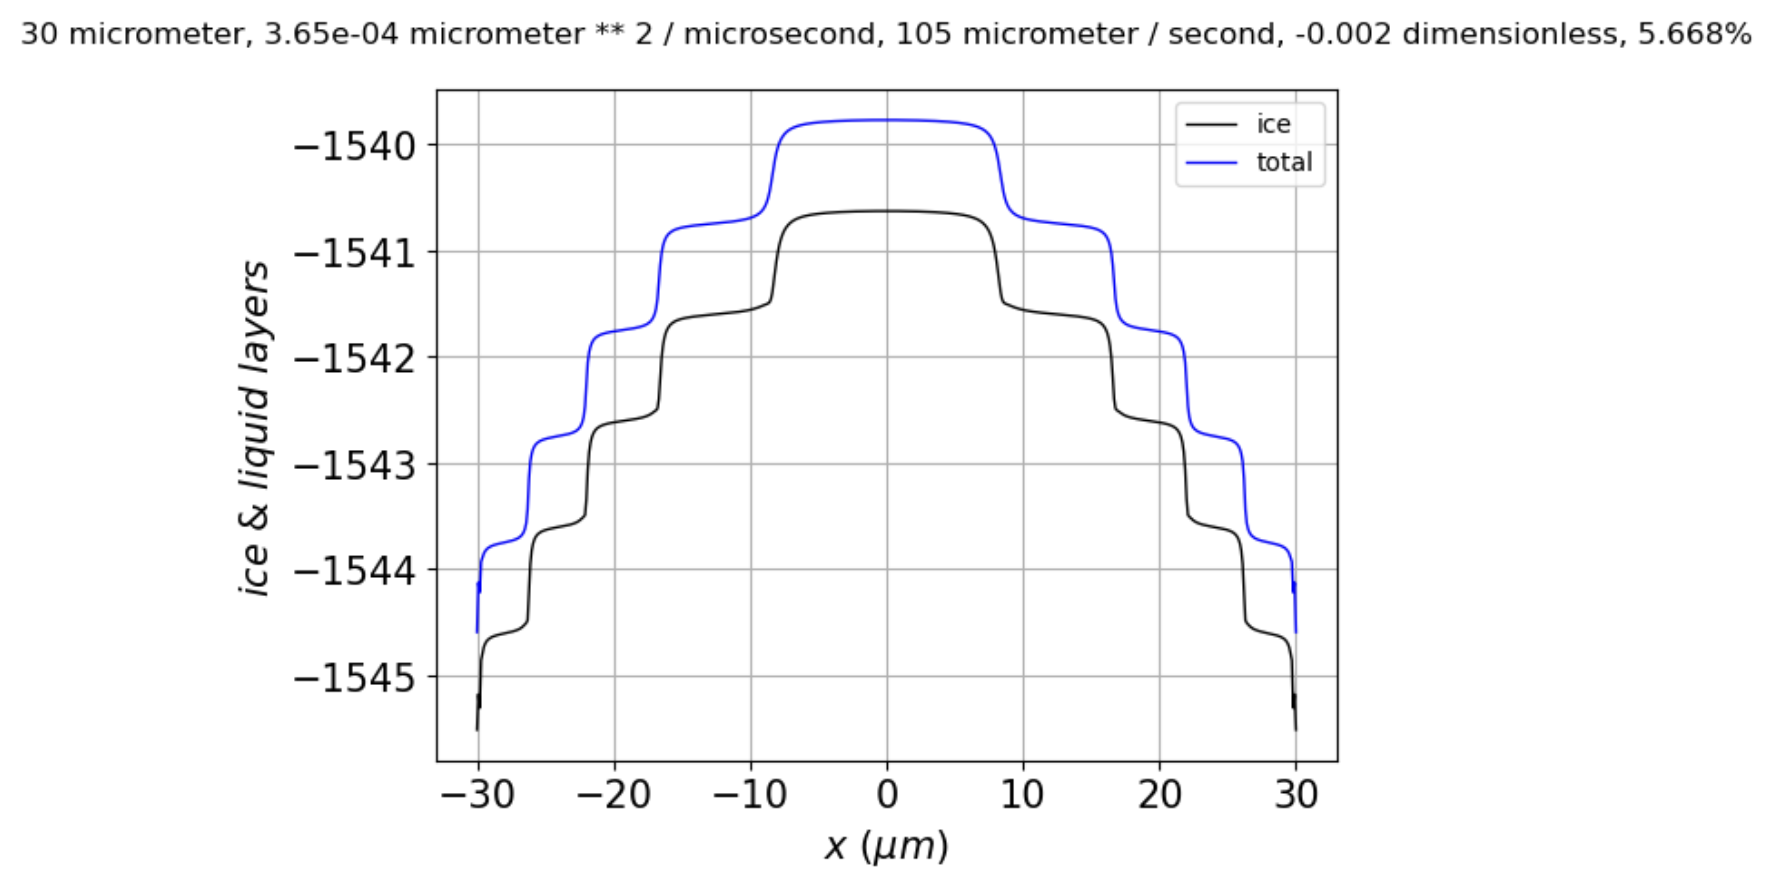 30 micrometer, 3.65e-04 micrometer ** 2 / microsecond, 105 micrometer / second, -0.002 dimensionless, 5.668%
ice
total
−1540
−1541
−1542
−1543
−1544
−1545
ice & liquid layers
−30 −20 −10 0 10 20 30
x (μm)